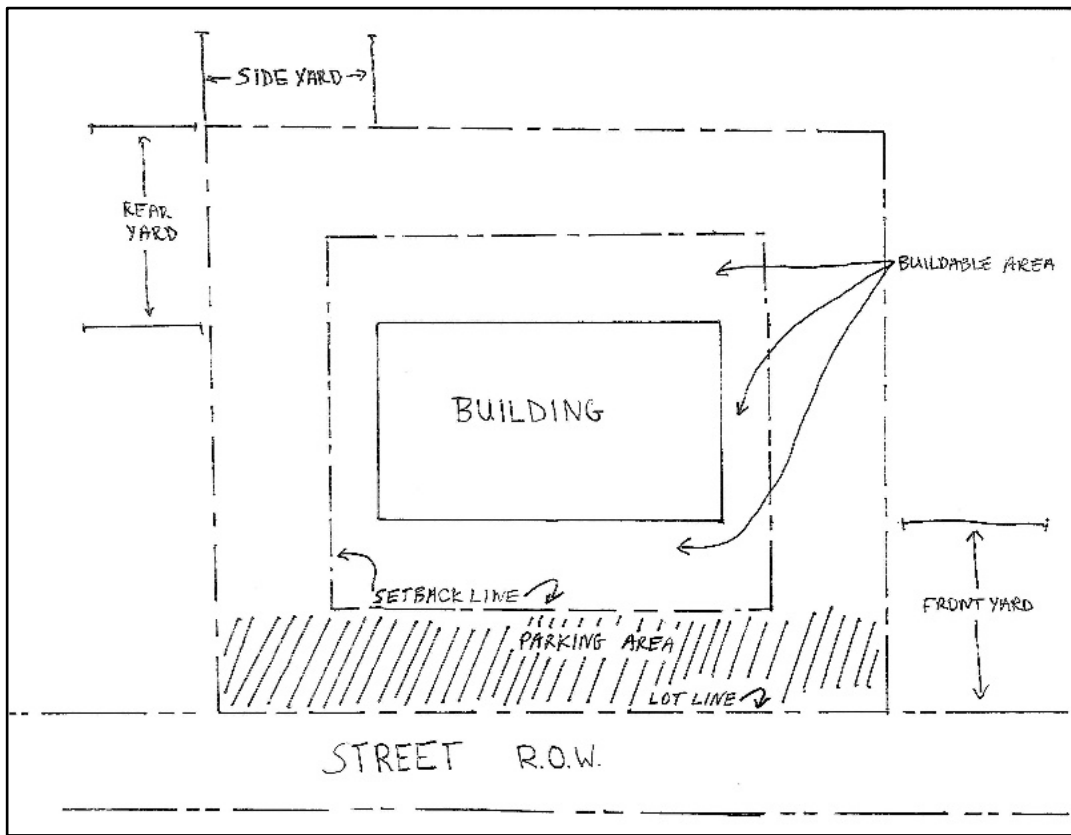 SIDE YARD
REAR
YARD
BUILDABLE AREA
BUILDING
SETBACK LINE
FRONT YARD
PARKING AREA
LOT LINE
STREET R.O.W.